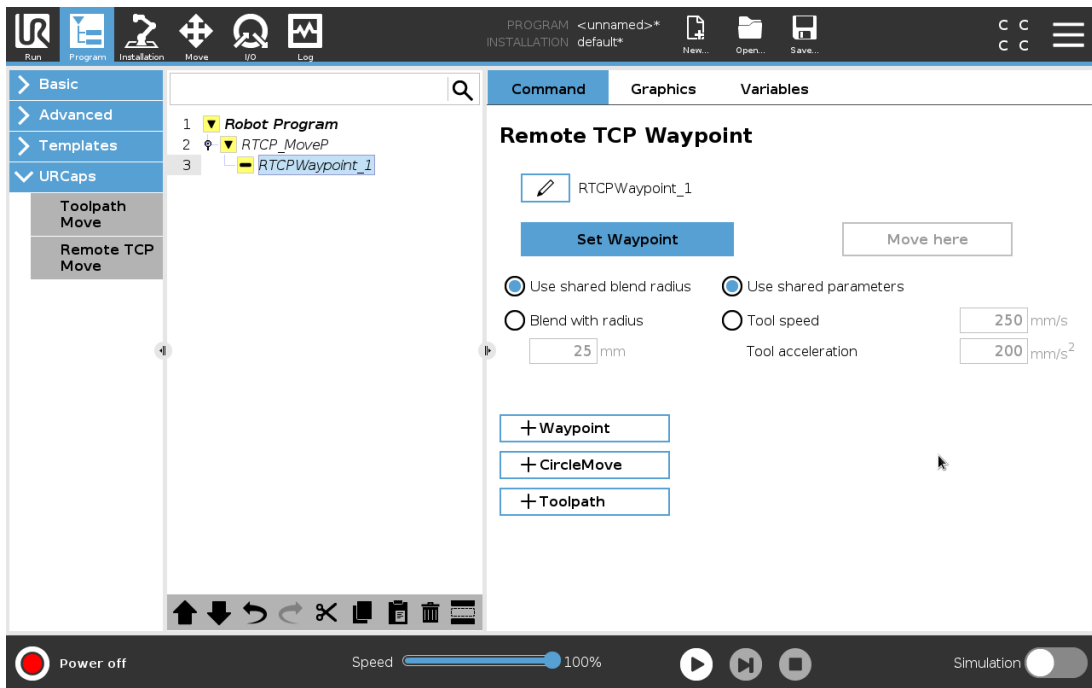 UR
PROGRAM <unnamed>*
INSTALLATION default*
C C
C C
Run Program Installation Move I/O Log New... Open... Save...
Basic
Advanced
Templates
URCaps
Toolpath
Move
Remote TCP
Move
1 Robot Program
2 RTCP_MoveP
3 RTCPWaypoint_1
Command Graphics Variables
Remote TCP Waypoint
RTCPWaypoint_1
Set Waypoint Move here
Use shared blend radius Use shared parameters
Blend with radius Tool speed 250 mm/s
25 mm Tool acceleration 200 mm/s²
+Waypoint
+CircleMove
+Toolpath
Power off Speed 100% Simulation